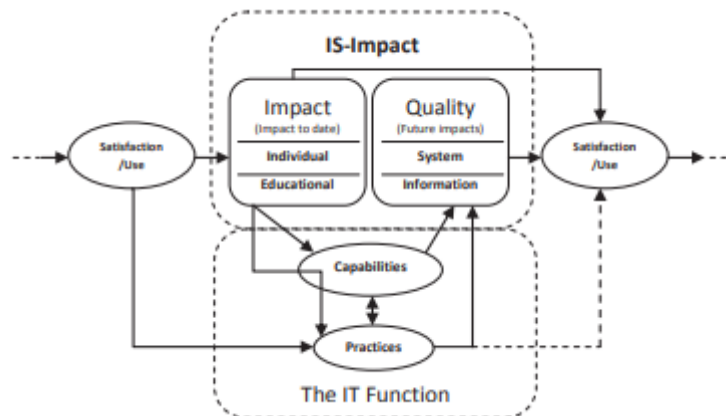 IS-Impact
Impact
(Impact to date)
Individual
Educational
Quality
(Future impacts)
System
Information
Satisfaction
/Use
Satisfaction
/Use
Capabilities
Practices
The IT Function